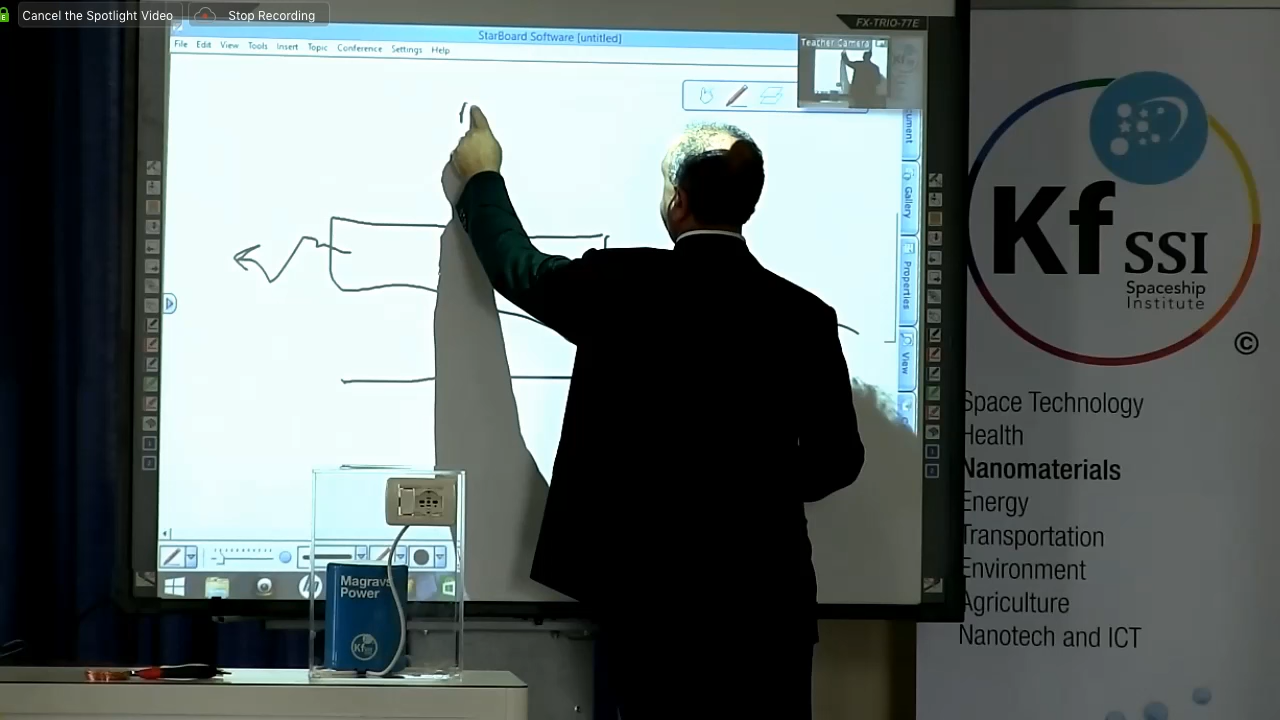 Cancel the Spotlight Video
Stop Recording
FX-TRIO-77E
StarBoard Software [untitled]
File Edit View Tools Insert Topic Conference Settings Help
Teacher Camera
Gallery
Properties
View
Kf SSI
Spaceship
Institute
©
Space Technology
Health
Nanomaterials
Energy
Transportation
Environment
Agriculture
Nanotech and ICT
Magravs
Power
Kf